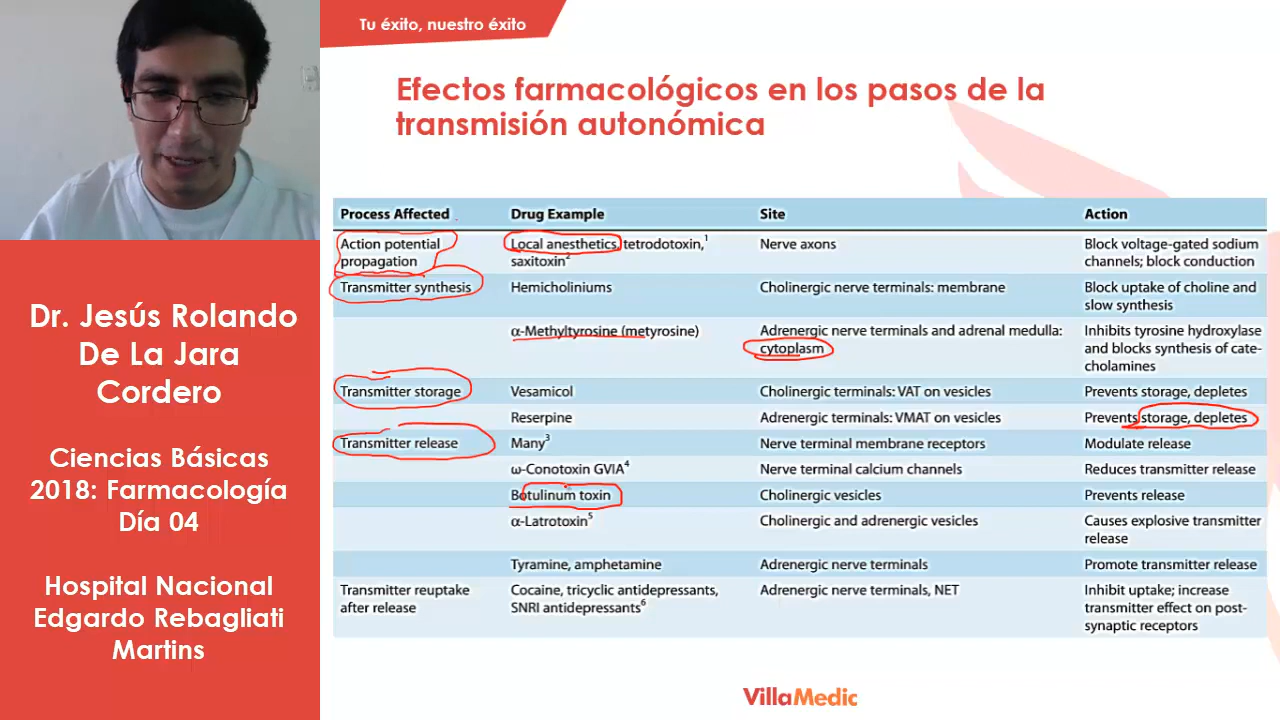 Tu éxito, nuestro éxito
Efectos farmacológicos en los pasos de la
transmisión autonómica
Dr. Jesús Rolando
De La Jara
Cordero
Ciencias Básicas
2018: Farmacología
Día 04
Hospital Nacional
Edgardo Rebagliati
Martins
Process Affected Drug Example Site Action
Action potential Local anesthetics, tetrodotoxin,1 Nerve axons Block voltage-gated sodium
propagation saxitoxin2 channels; block conduction
Transmitter synthesis Hemicholiniums Cholinergic nerve terminals: membrane Block uptake of choline and
slow synthesis
α-Methyltyrosine (metyrosine) Adrenergic nerve terminals and adrenal medulla: Inhibits tyrosine hydroxylase
cytoplasm and blocks synthesis of cate-
cholamines
Transmitter storage Vesamicol Cholinergic terminals: VAT on vesicles Prevents storage, depletes
Reserpine Adrenergic terminals: VMAT on vesicles Prevents storage, depletes
Transmitter release Many3 Nerve terminal membrane receptors Modulate release
ω-Conotoxin GVIA4 Nerve terminal calcium channels Reduces transmitter release
Botulinum toxin Cholinergic vesicles Prevents release
α-Latrotoxin5 Cholinergic and adrenergic vesicles Causes explosive transmitter
release
Tyramine, amphetamine Adrenergic nerve terminals Promote transmitter release
Transmitter reuptake Cocaine, tricyclic antidepressants, Adrenergic nerve terminals, NET Inhibit uptake; increase
after release SNRI antidepressants6 transmitter effect on post-
synaptic receptors
VillaMedic